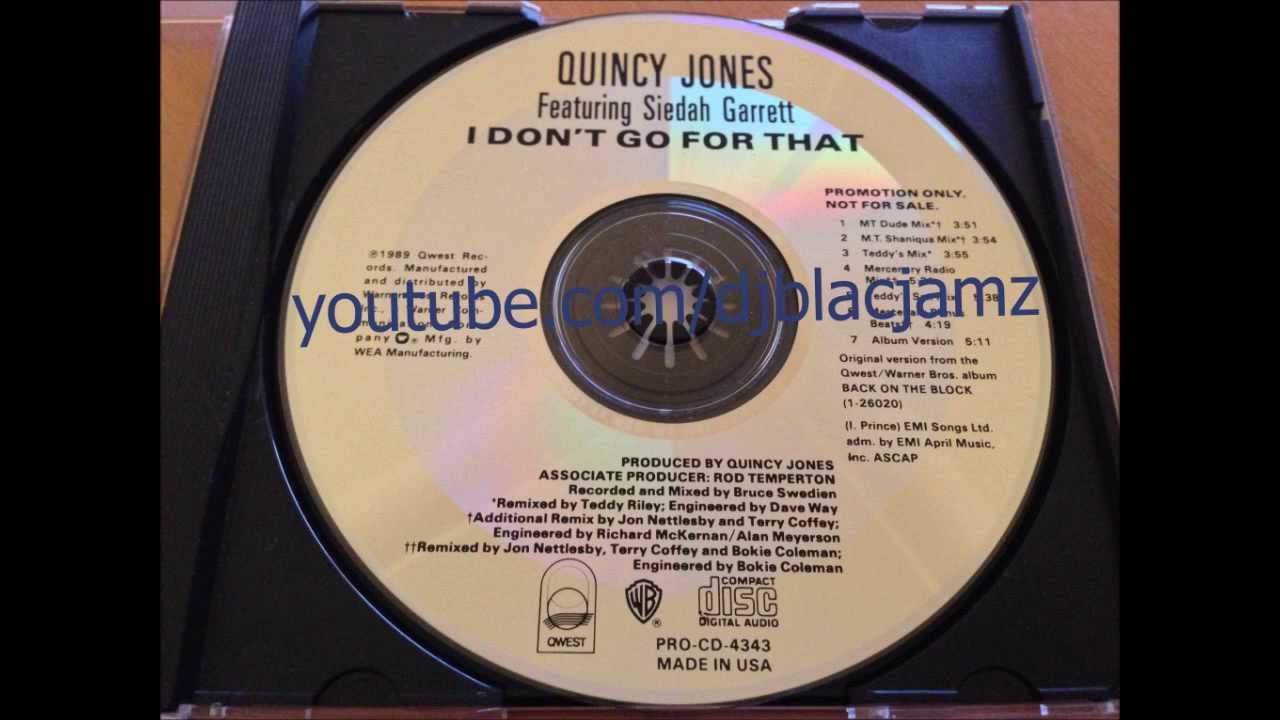 QUINCY JONES
Featuring Siedah Garrett
I DON'T GO FOR THAT
PROMOTION ONLY.
NOT FOR SALE.
1 MT Dude Mix*† 3:51
2 M.T. Shaniqua Mix*† 3:54
3 Teddy's Mix* 3:55
4 Mercenary Radio
Mix††
5:38
Beats†† 4:19
7 Album Version 5:11
Original version from the
Qwest/Warner Bros. album
BACK ON THE BLOCK
(1-26020)
(I. Prince) EMI Songs Ltd.
adm. by EMI April Music,
Inc. ASCAP
℗1989 Qwest Rec-
ords. Manufactured
and distributed by
Inc.,
pany ® Mfg. by
WEA Manufacturing.
youtube.com/djblacjamz
PRODUCED BY QUINCY JONES
ASSOCIATE PRODUCER: ROD TEMPERTON
Recorded and Mixed by Bruce Swedien
*Remixed by Teddy Riley; Engineered by Dave Way
†Additional Remix by Jon Nettlesby and Terry Coffey;
Engineered by Richard McKernan/Alan Meyerson
††Remixed by Jon Nettlesby, Terry Coffey and Bokie Coleman;
Engineered by Bokie Coleman
QWEST
WB ®
COMPACT
disc
DIGITAL AUDIO
PRO-CD-4343
MADE IN USA